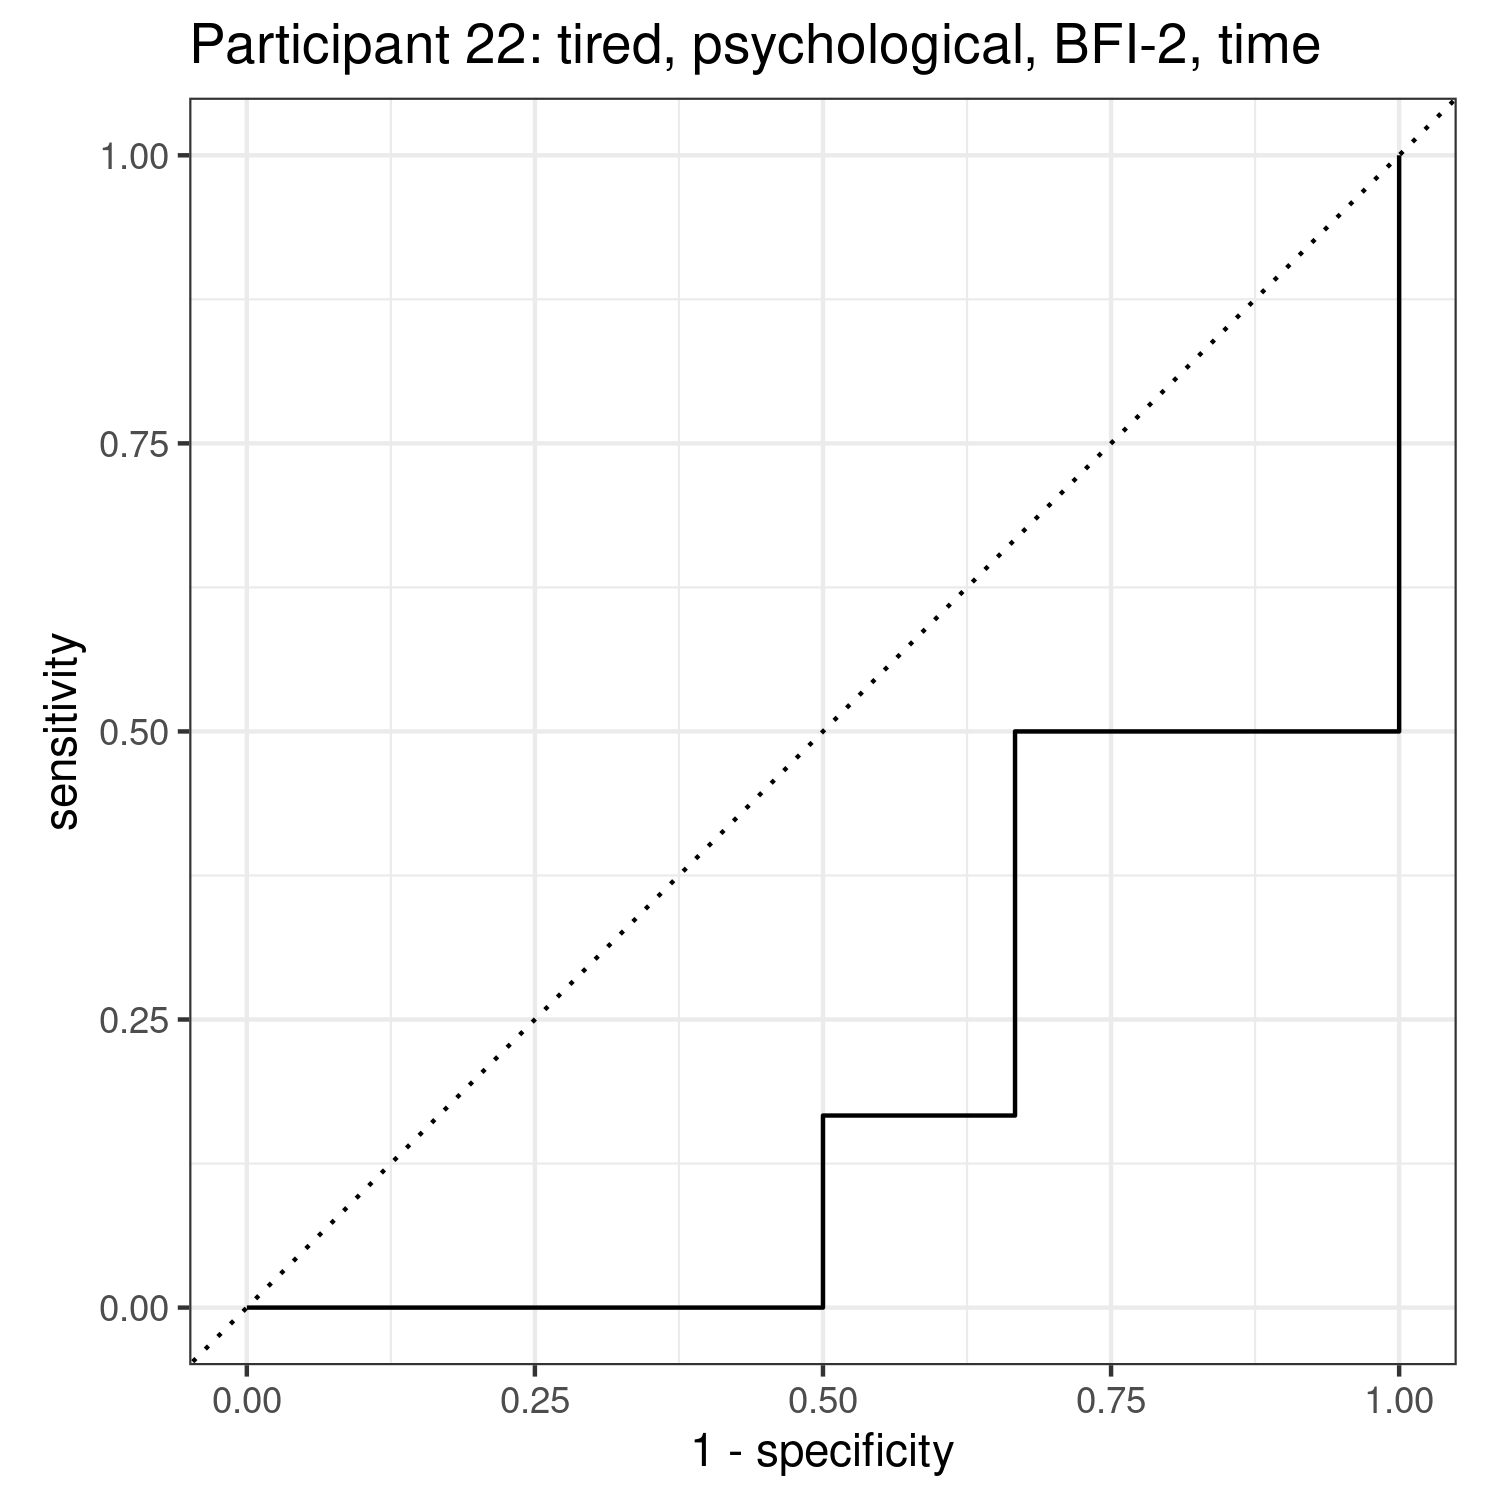 Participant 22: tired, psychological, BFI-2, time
1.00
0.75
0.50
0.25
0.00
sensitivity
0.00 0.25 0.50 0.75 1.00
1 - specificity